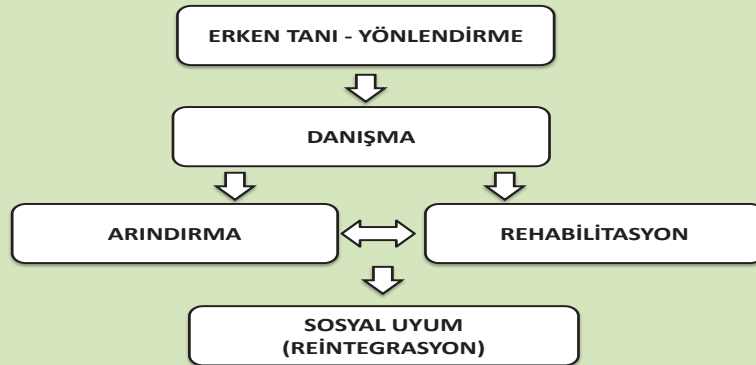 ERKEN TANI - YÖNLENDİRME
DANIŞMA
ARINDIRMA
REHABİLİTASYON
SOSYAL UYUM
(REİNTEGRASYON)